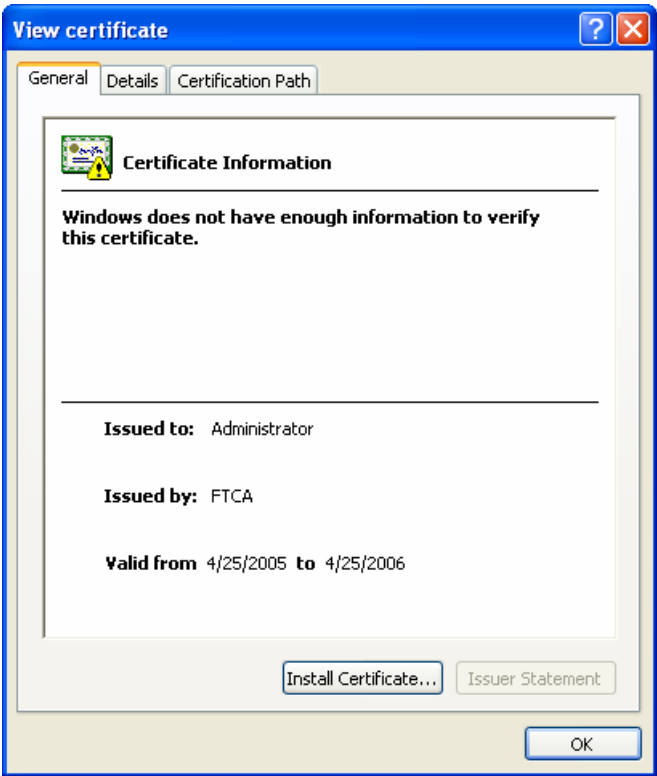 View certificate
General Details Certification Path
Certificate Information
Windows does not have enough information to verify
this certificate.
Issued to: Administrator
Issued by: FTCA
Valid from 4/25/2005 to 4/25/2006
Install Certificate... Issuer Statement
OK